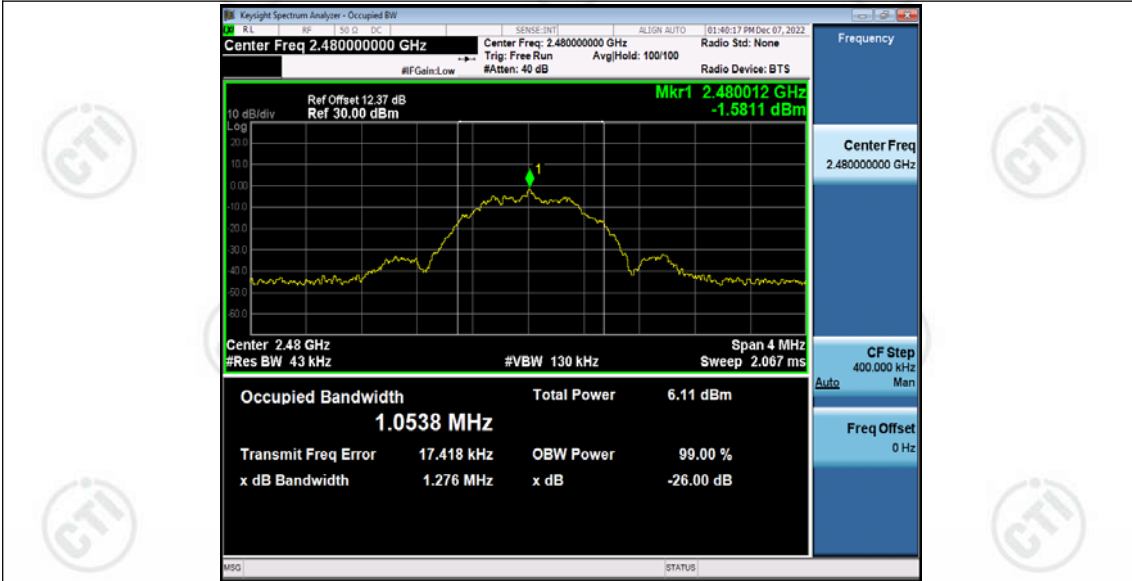 Keysight Spectrum Analyzer - Occupied BW
RL RF 50 Ω DC SENSE:INT ALIGN AUTO 01:40:17 PM Dec 07, 2022
Center Freq 2.480000000 GHz Center Freq: 2.480000000 GHz Radio Std: None
Trig: Free Run Avg|Hold: 100/100
#IFGain:Low #Atten: 40 dB Radio Device: BTS
Frequency
Mkr1 2.480012 GHz
-1.5811 dBm
Ref Offset 12.37 dB
10 dB/div Ref 30.00 dBm
Log
20.0
10.0
0.00
-10.0
-20.0
-30.0
-40.0
-50.0
-60.0
1
Center 2.48 GHz Span 4 MHz
#Res BW 43 kHz #VBW 130 kHz Sweep 2.067 ms
Center Freq
2.480000000 GHz
CF Step
400.000 kHz
Auto Man
Freq Offset
0 Hz
Occupied Bandwidth Total Power 6.11 dBm
1.0538 MHz
Transmit Freq Error 17.418 kHz OBW Power 99.00 %
x dB Bandwidth 1.276 MHz x dB -26.00 dB
MSG STATUS
CTI
CTI
CTI
CTI